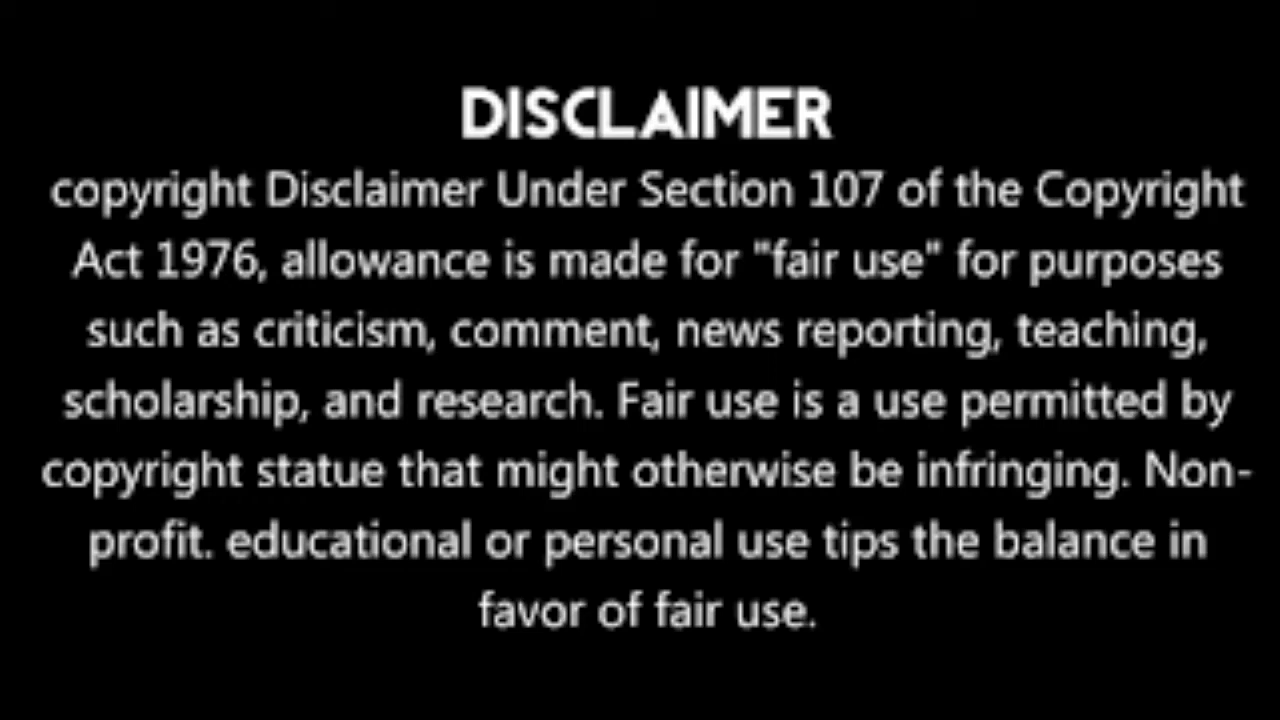 DISCLAIMER
copyright Disclaimer Under Section 107 of the Copyright
Act 1976, allowance is made for "fair use" for purposes
such as criticism, comment, news reporting, teaching,
scholarship, and research. Fair use is a use permitted by
copyright statue that might otherwise be infringing. Non-
profit. educational or personal use tips the balance in
favor of fair use.